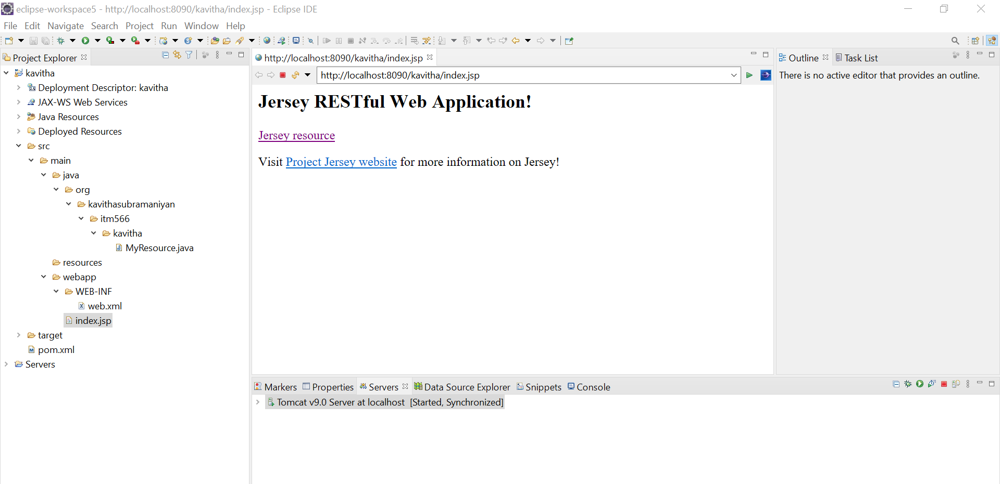 eclipse-workspace5 - http://localhost:8090/kavitha/index.jsp - Eclipse IDE
File Edit Navigate Search Project Run Window Help
Project Explorer
kavitha
Deployment Descriptor: kavitha
JAX-WS Web Services
Java Resources
Deployed Resources
src
main
java
org
kavithasubramaniyan
itm566
kavitha
MyResource.java
resources
webapp
WEB-INF
web.xml
index.jsp
target
pom.xml
Servers
http://localhost:8090/kavitha/index.jsp
http://localhost:8090/kavitha/index.jsp
Jersey RESTful Web Application!
Jersey resource
Visit Project Jersey website for more information on Jersey!
Outline Task List
There is no active editor that provides an outline.
Markers Properties Servers Data Source Explorer Snippets Console
Tomcat v9.0 Server at localhost [Started, Synchronized]